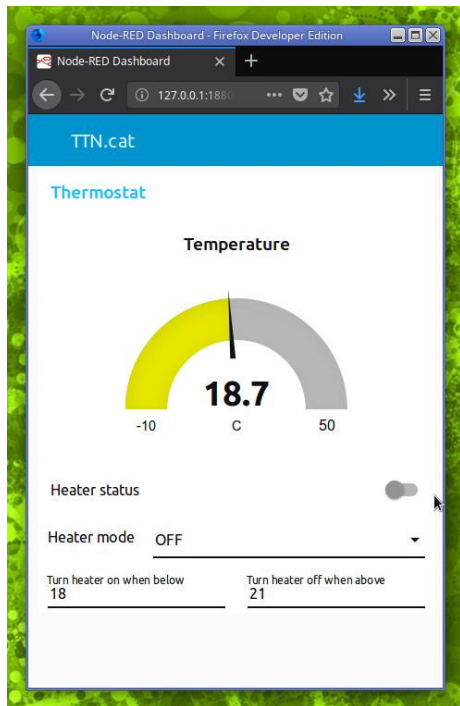 Node-RED Dashboard - Firefox Developer Edition
Node-RED Dashboard
127.0.0.1:1880
TTN.cat
Thermostat
Temperature
18.7
-10 C 50
Heater status
Heater mode OFF
Turn heater on when below Turn heater off when above
18 21